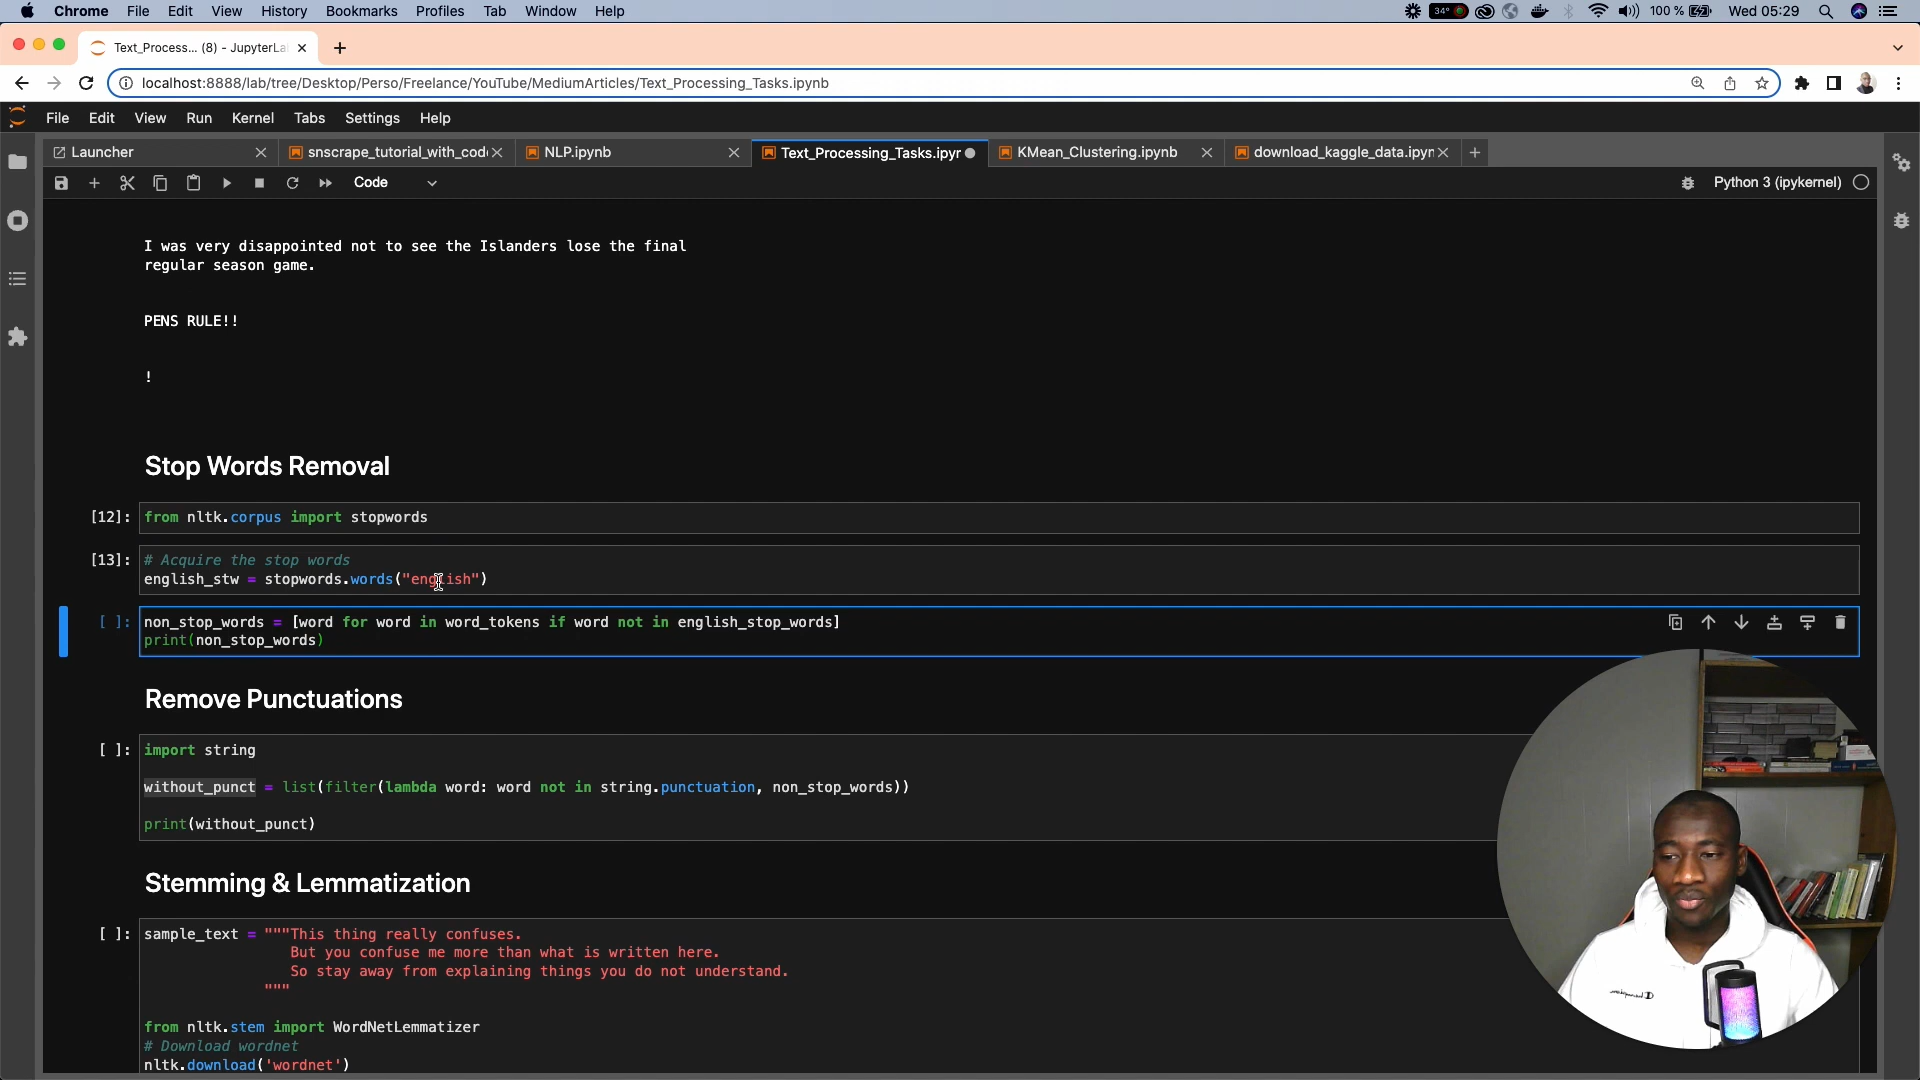 Chrome File Edit View History Bookmarks Profiles Tab Window Help 34° 100 % Wed 05:29
Text_Process... (8) - JupyterLa
localhost:8888/lab/tree/Desktop/Perso/Freelance/YouTube/MediumArticles/Text_Processing_Tasks.ipynb
File Edit View Run Kernel Tabs Settings Help
Launcher snscrape_tutorial_with_cod NLP.ipynb Text_Processing_Tasks.ipyr KMean_Clustering.ipynb download_kaggle_data.ipyn
Code Python 3 (ipykernel)
I was very disappointed not to see the Islanders lose the final
regular season game.
PENS RULE!!
!
Stop Words Removal
[12]: from nltk.corpus import stopwords
[13]: # Acquire the stop words
english_stw = stopwords.words("english")
[ ]: non_stop_words = [word for word in word_tokens if word not in english_stop_words]
print(non_stop_words)
Remove Punctuations
[ ]: import string
without_punct = list(filter(lambda word: word not in string.punctuation, non_stop_words))
print(without_punct)
Stemming & Lemmatization
[ ]: sample_text = """This thing really confuses.
But you confuse me more than what is written here.
So stay away from explaining things you do not understand.
"""
from nltk.stem import WordNetLemmatizer
# Download wordnet
nltk.download('wordnet')